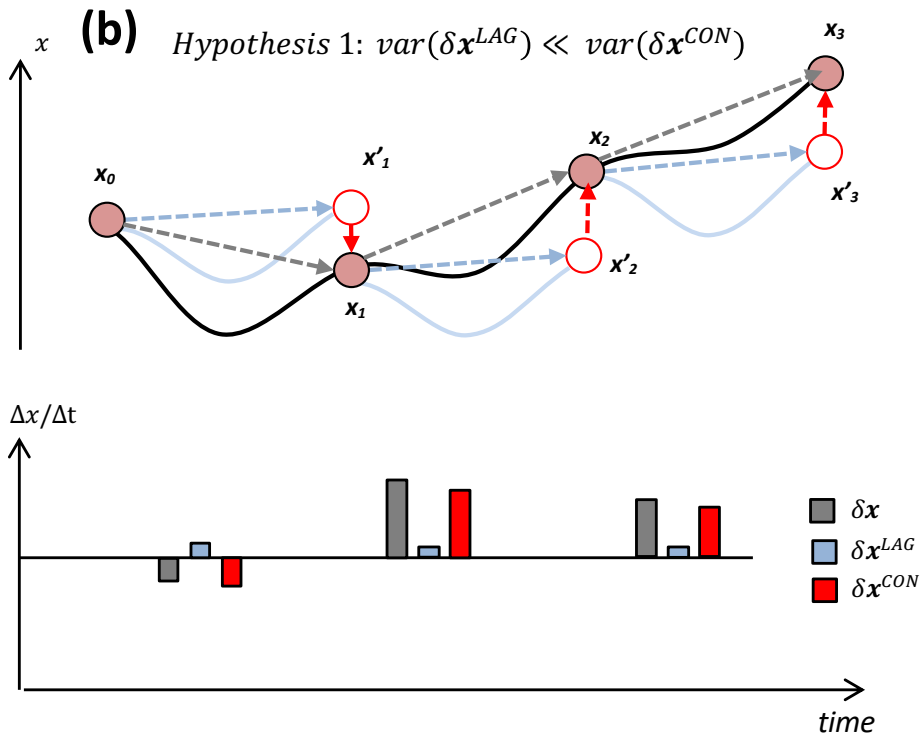 x
(b) Hypothesis 1: var(δx^LAG) ≪ var(δx^CON)
x₃
x₂
x'₁
x₀
x'₃
x'₂
x₁
Δx/Δt
δx
δx^LAG
δx^CON
time